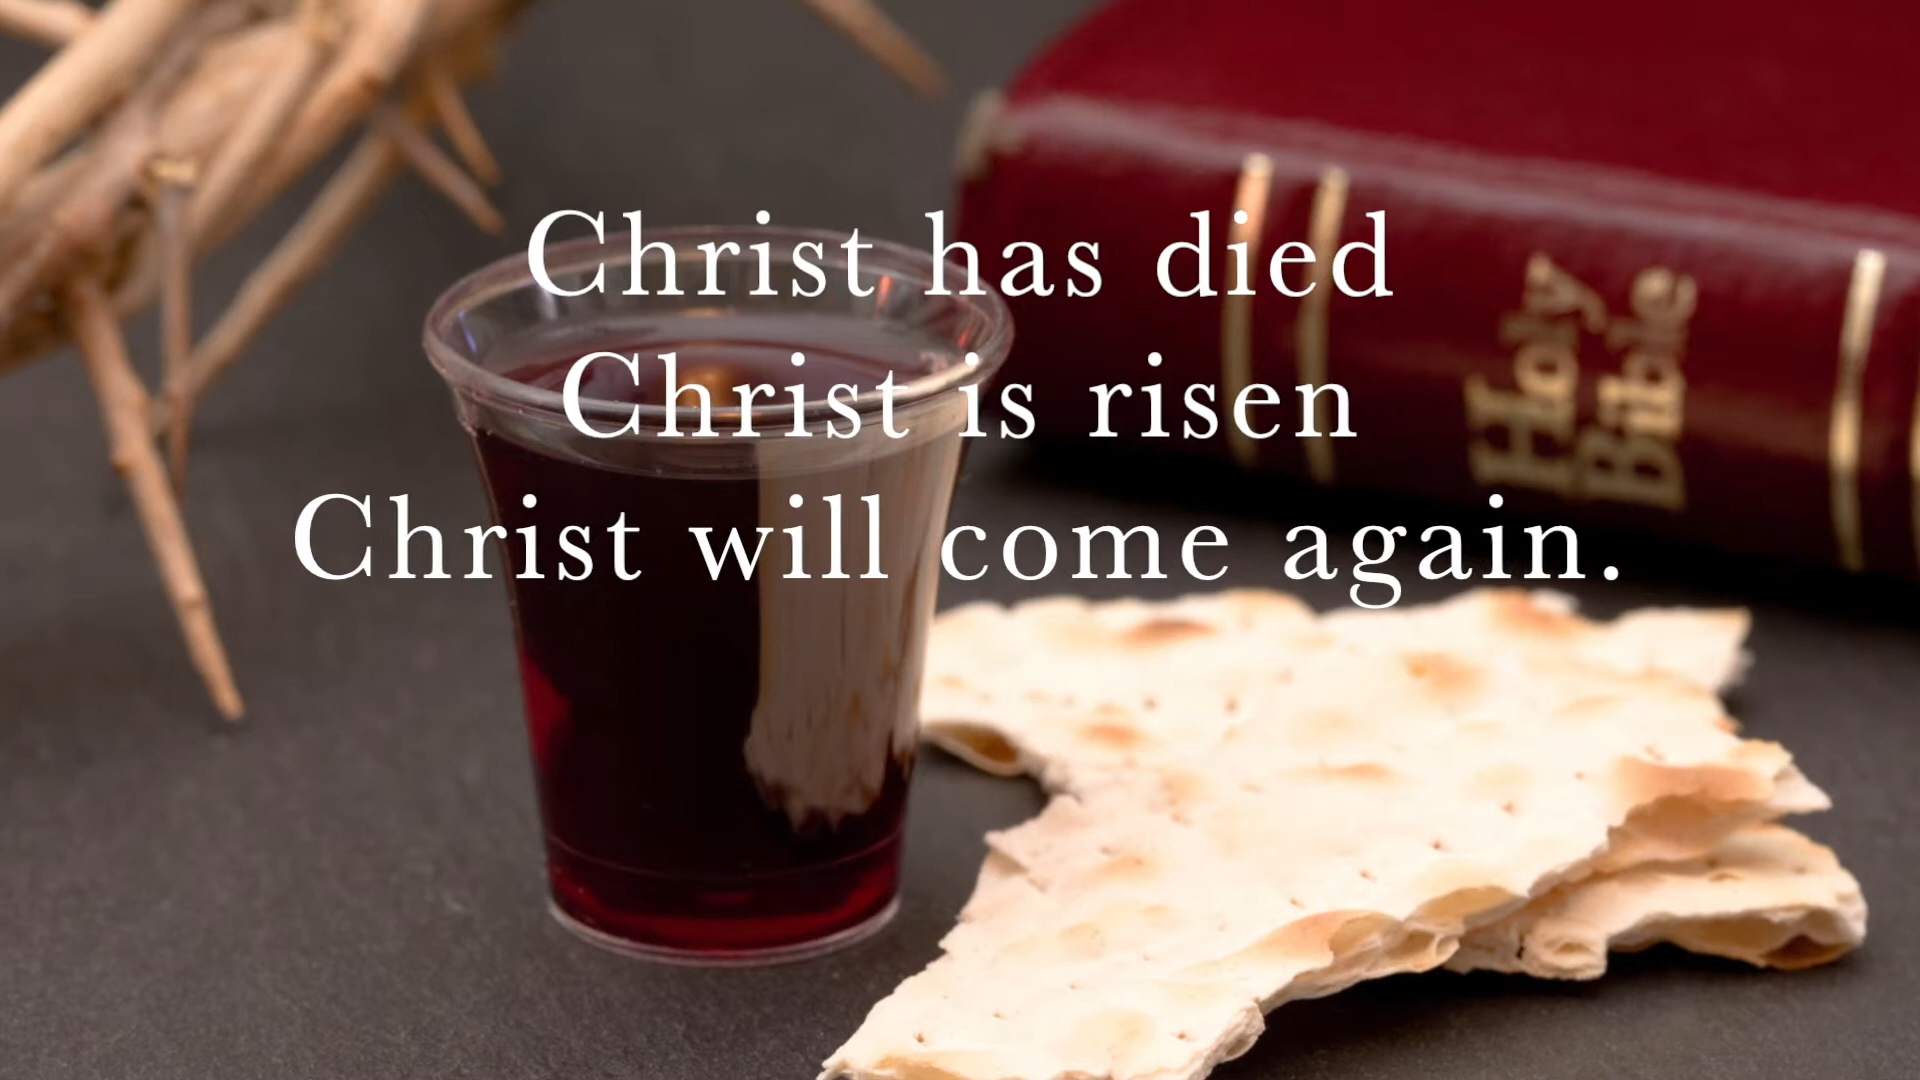 Christ has died
Christ is risen
Christ will come again.
Holy
Bible